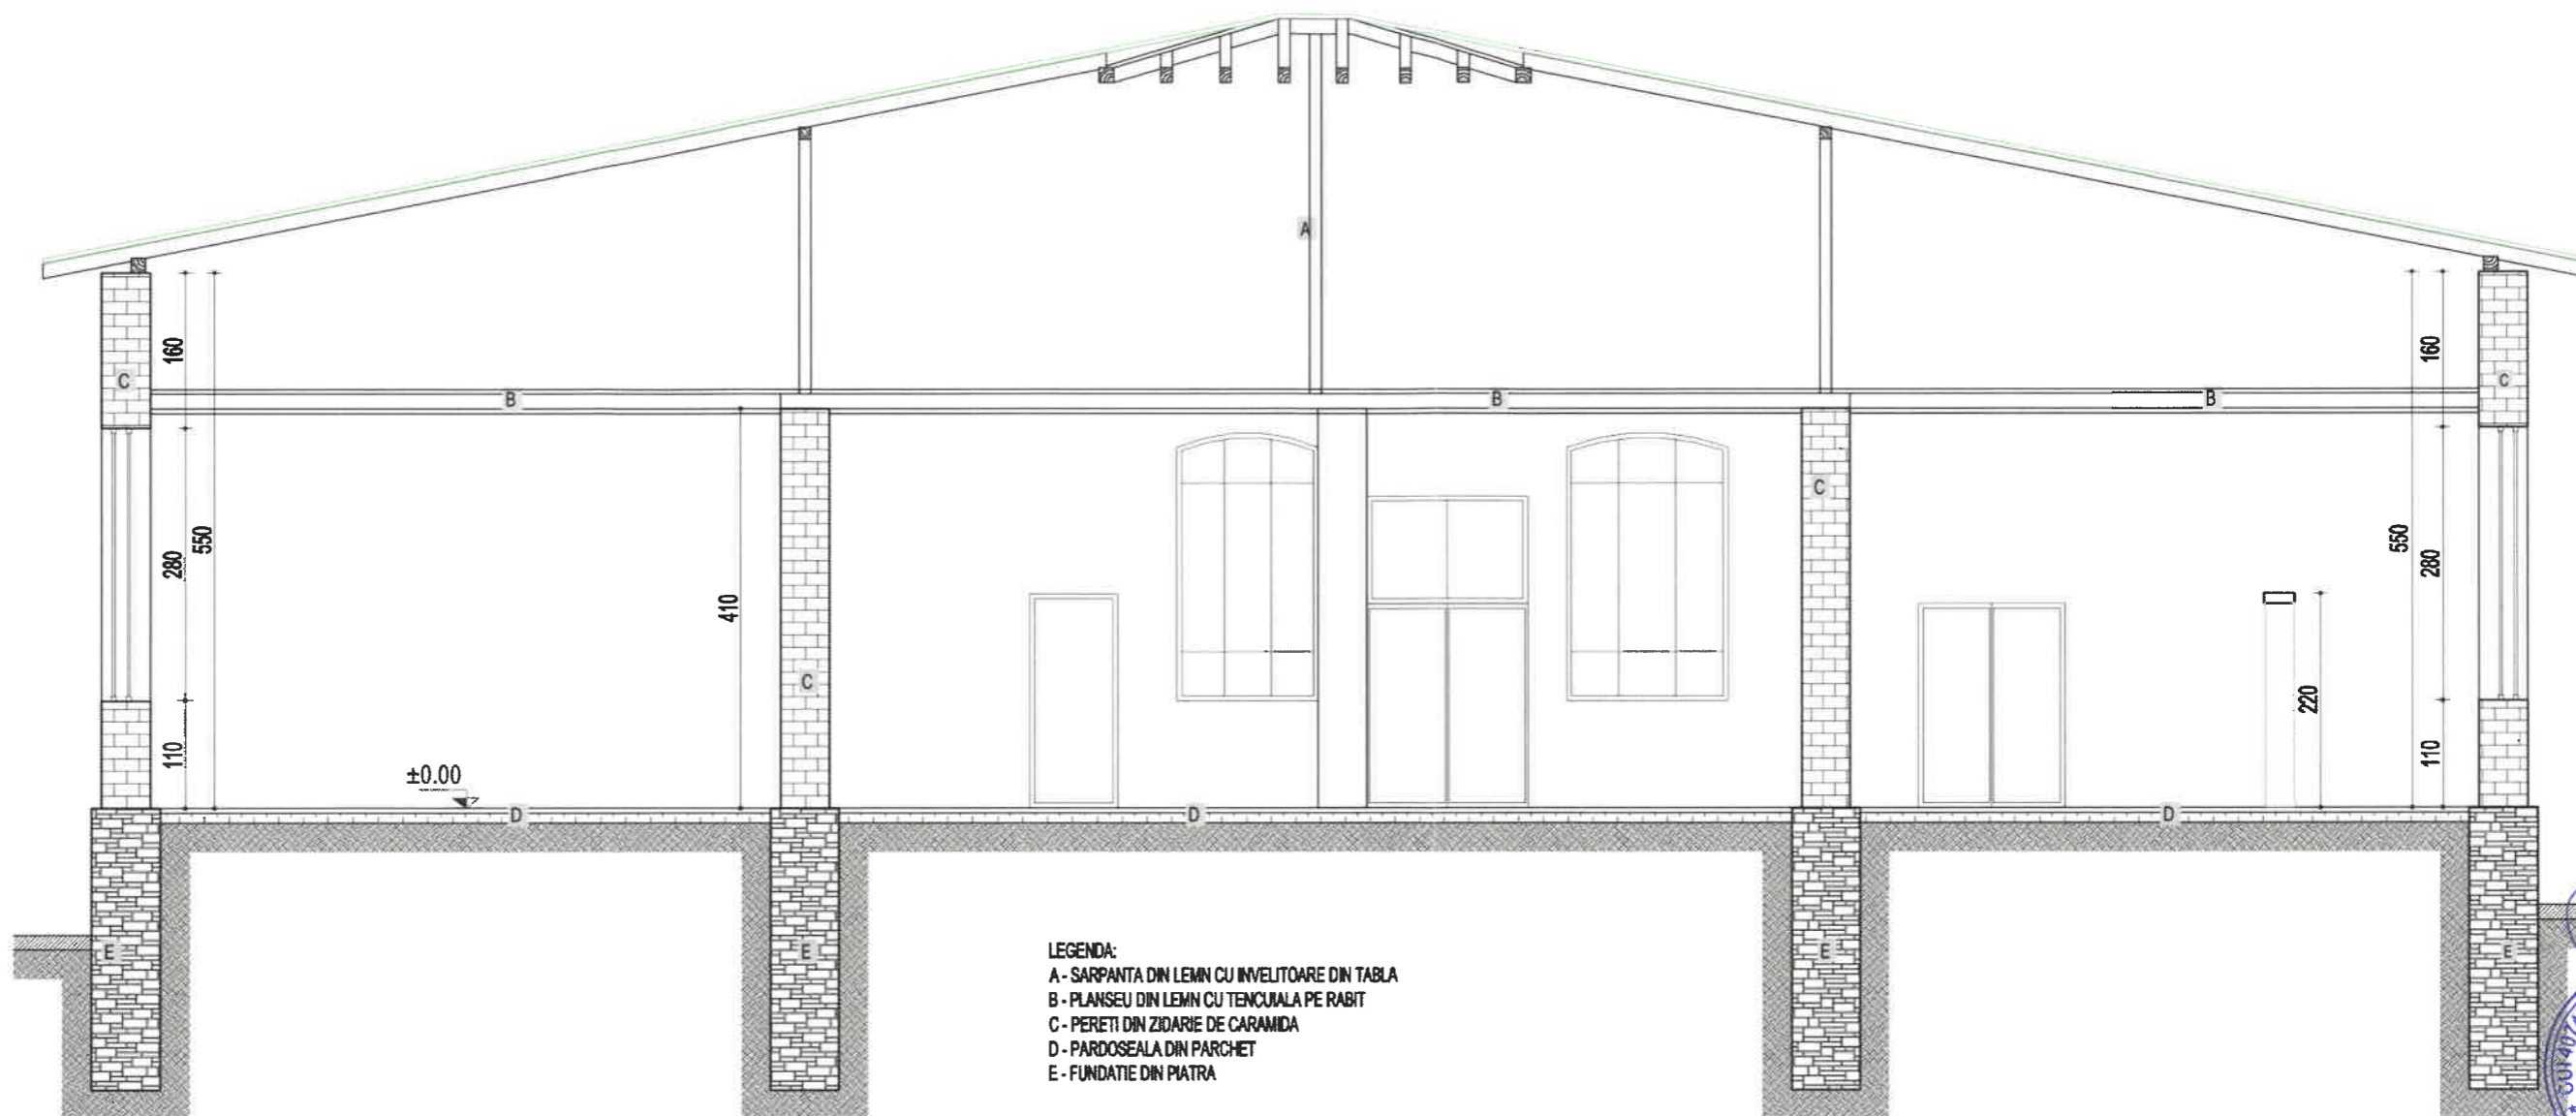 A
160
C
B
B
B
160
C
280
550
410
C
C
550
280
220
110
±0.00
110
D
D
D
E
E
E
E
LEGENDA:
A - SARPANTA DIN LEMN CU INVELITOARE DIN TABLA
B - PLANSEU DIN LEMN CU TENCUIALA PE RABIT
C - PERETI DIN ZIDARIE DE CARAMIDA
D - PARDOSEALA DIN PARCHET
E - FUNDATIE DIN PIATRA